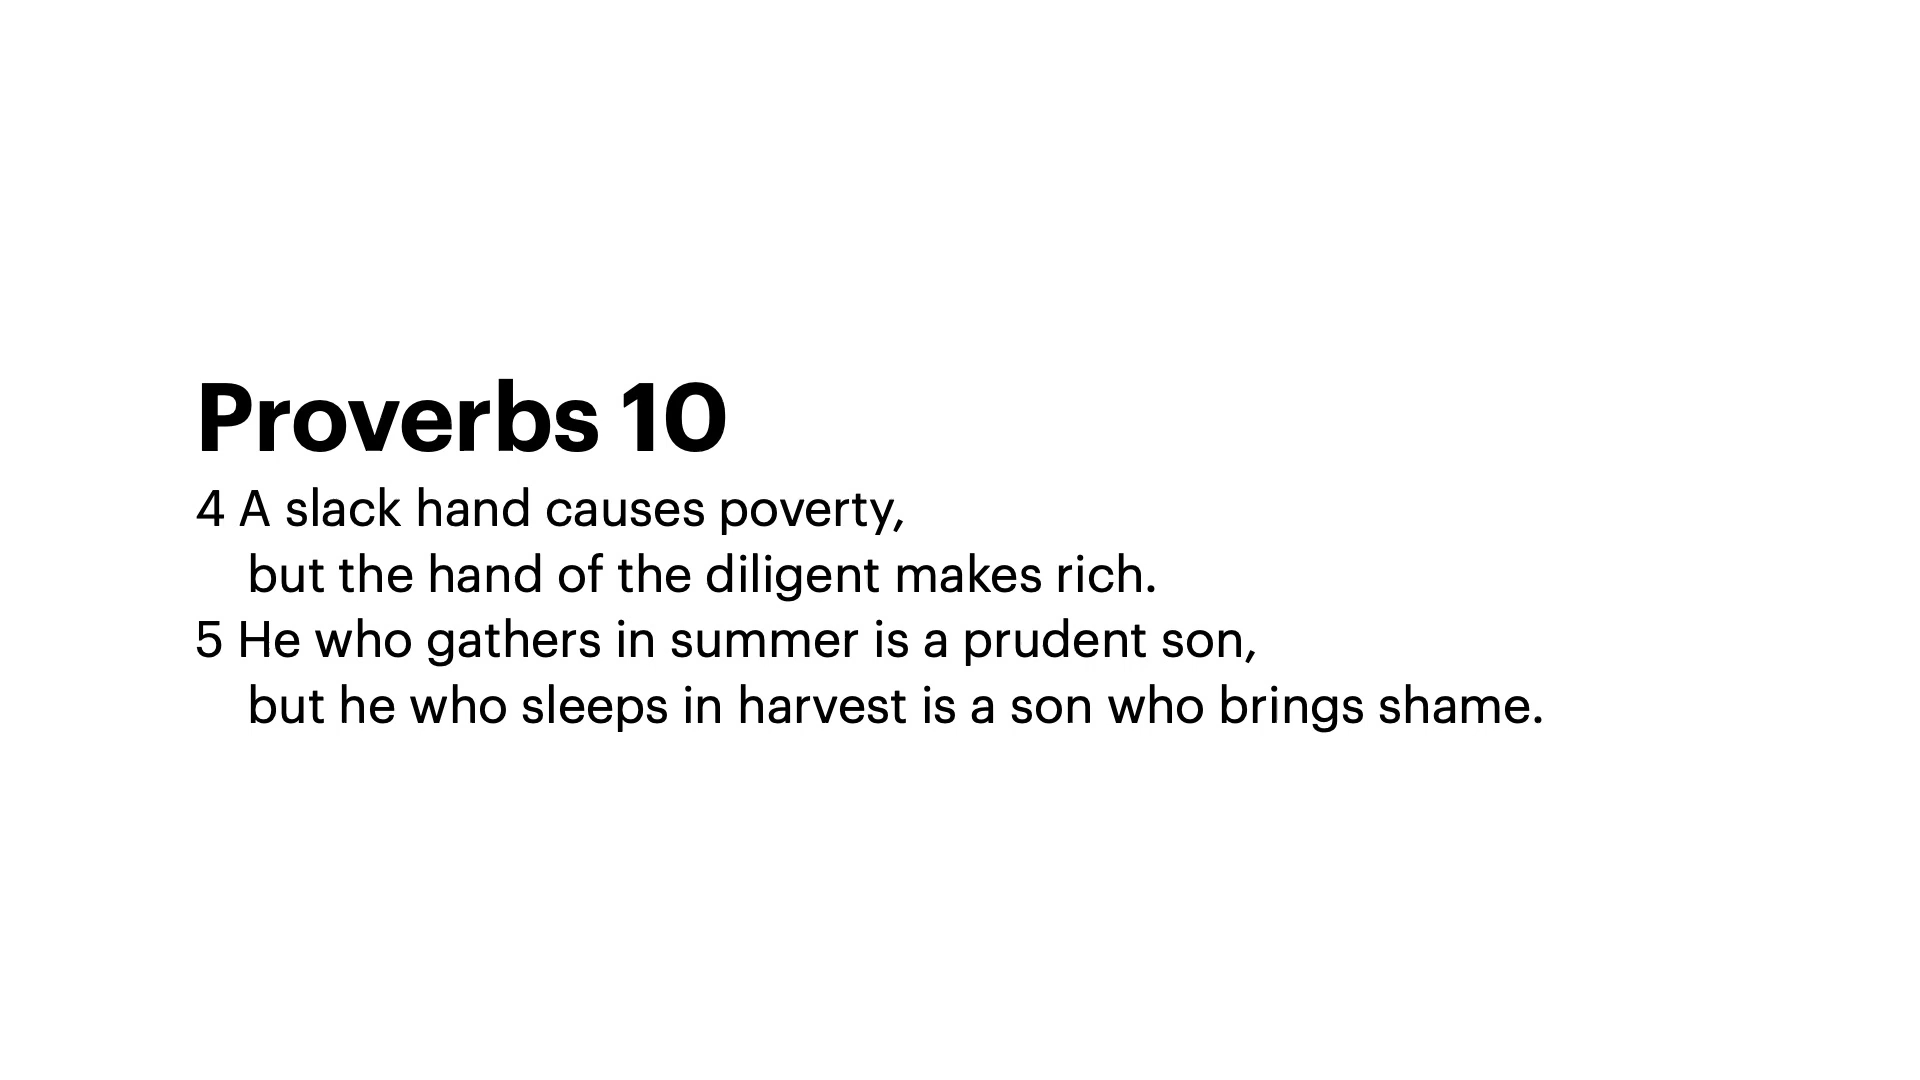 Proverbs 10
4 A slack hand causes poverty,
but the hand of the diligent makes rich.
5 He who gathers in summer is a prudent son,
but he who sleeps in harvest is a son who brings shame.